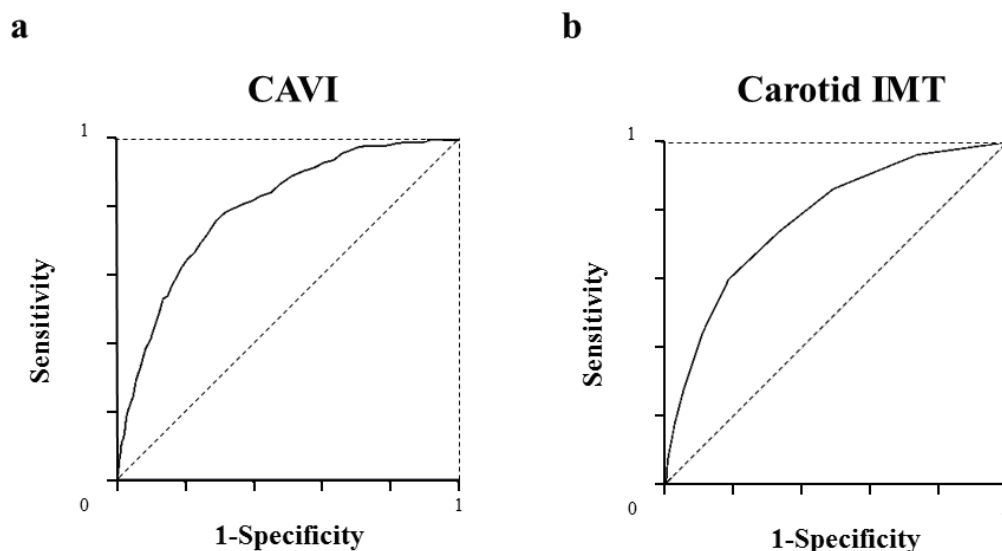 a
b
CAVI
Carotid IMT
1
1
Sensitivity
Sensitivity
0
1
0
1-Specificity
1-Specificity